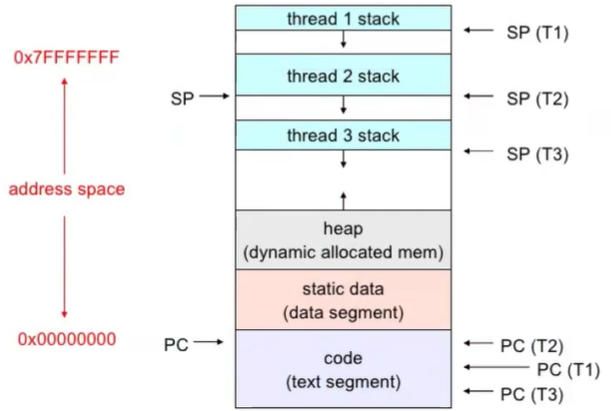 thread 1 stack
SP (T1)
0x7FFFFFFF
thread 2 stack
SP
SP (T2)
thread 3 stack
SP (T3)
address space
heap
(dynamic allocated mem)
static data
(data segment)
0x00000000
PC
code
(text segment)
PC (T2)
PC (T1)
PC (T3)